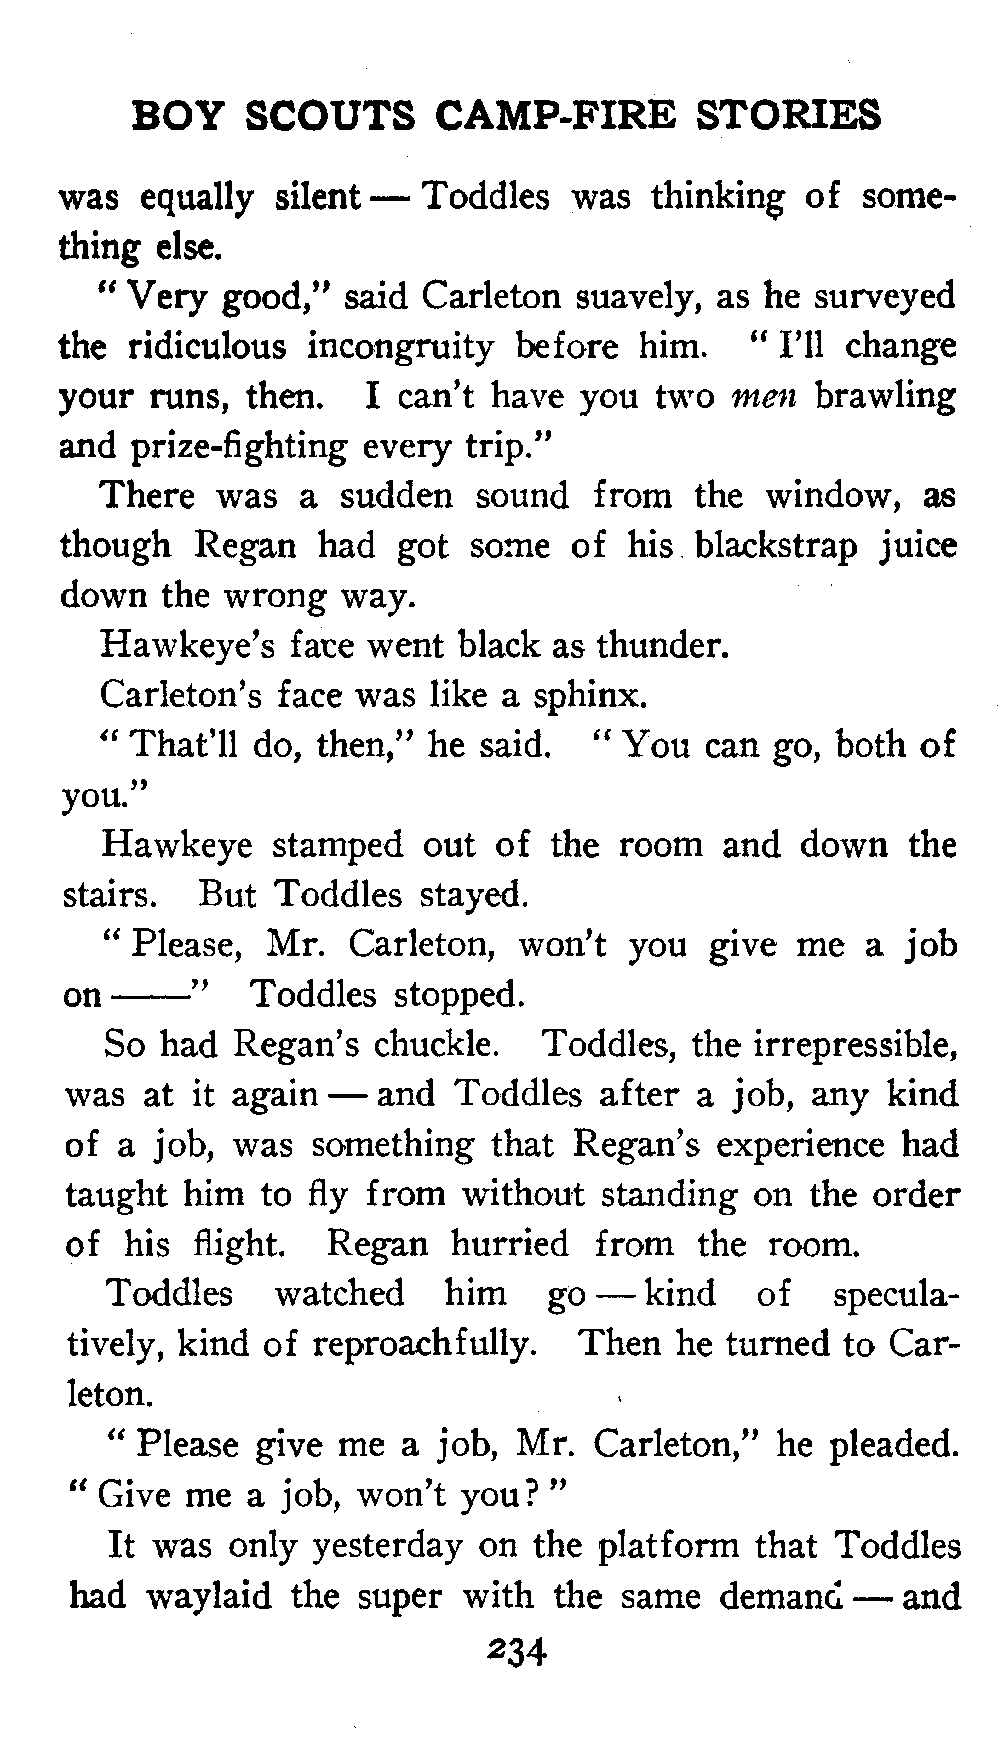 BOY SCOUTS CAMP-FIRE STORIES
was equally silent — Toddles was thinking of some-
thing else.
" Very good," said Carleton suavely, as he surveyed
the ridiculous incongruity before him. " I'll change
your runs, then. I can't have you two men brawling
and prize-fighting every trip."
There was a sudden sound from the window, as
though Regan had got some of his blackstrap juice
down the wrong way.
Hawkeye's face went black as thunder.
Carleton's face was like a sphinx.
" That'll do, then," he said. " You can go, both of
you."
Hawkeye stamped out of the room and down the
stairs. But Toddles stayed.
" Please, Mr. Carleton, won't you give me a job
on ——" Toddles stopped.
So had Regan's chuckle. Toddles, the irrepressible,
was at it again — and Toddles after a job, any kind
of a job, was something that Regan's experience had
taught him to fly from without standing on the order
of his flight. Regan hurried from the room.
Toddles watched him go — kind of specula-
tively, kind of reproachfully. Then he turned to Car-
leton.
" Please give me a job, Mr. Carleton," he pleaded.
" Give me a job, won't you? "
It was only yesterday on the platform that Toddles
had waylaid the super with the same demand — and
234